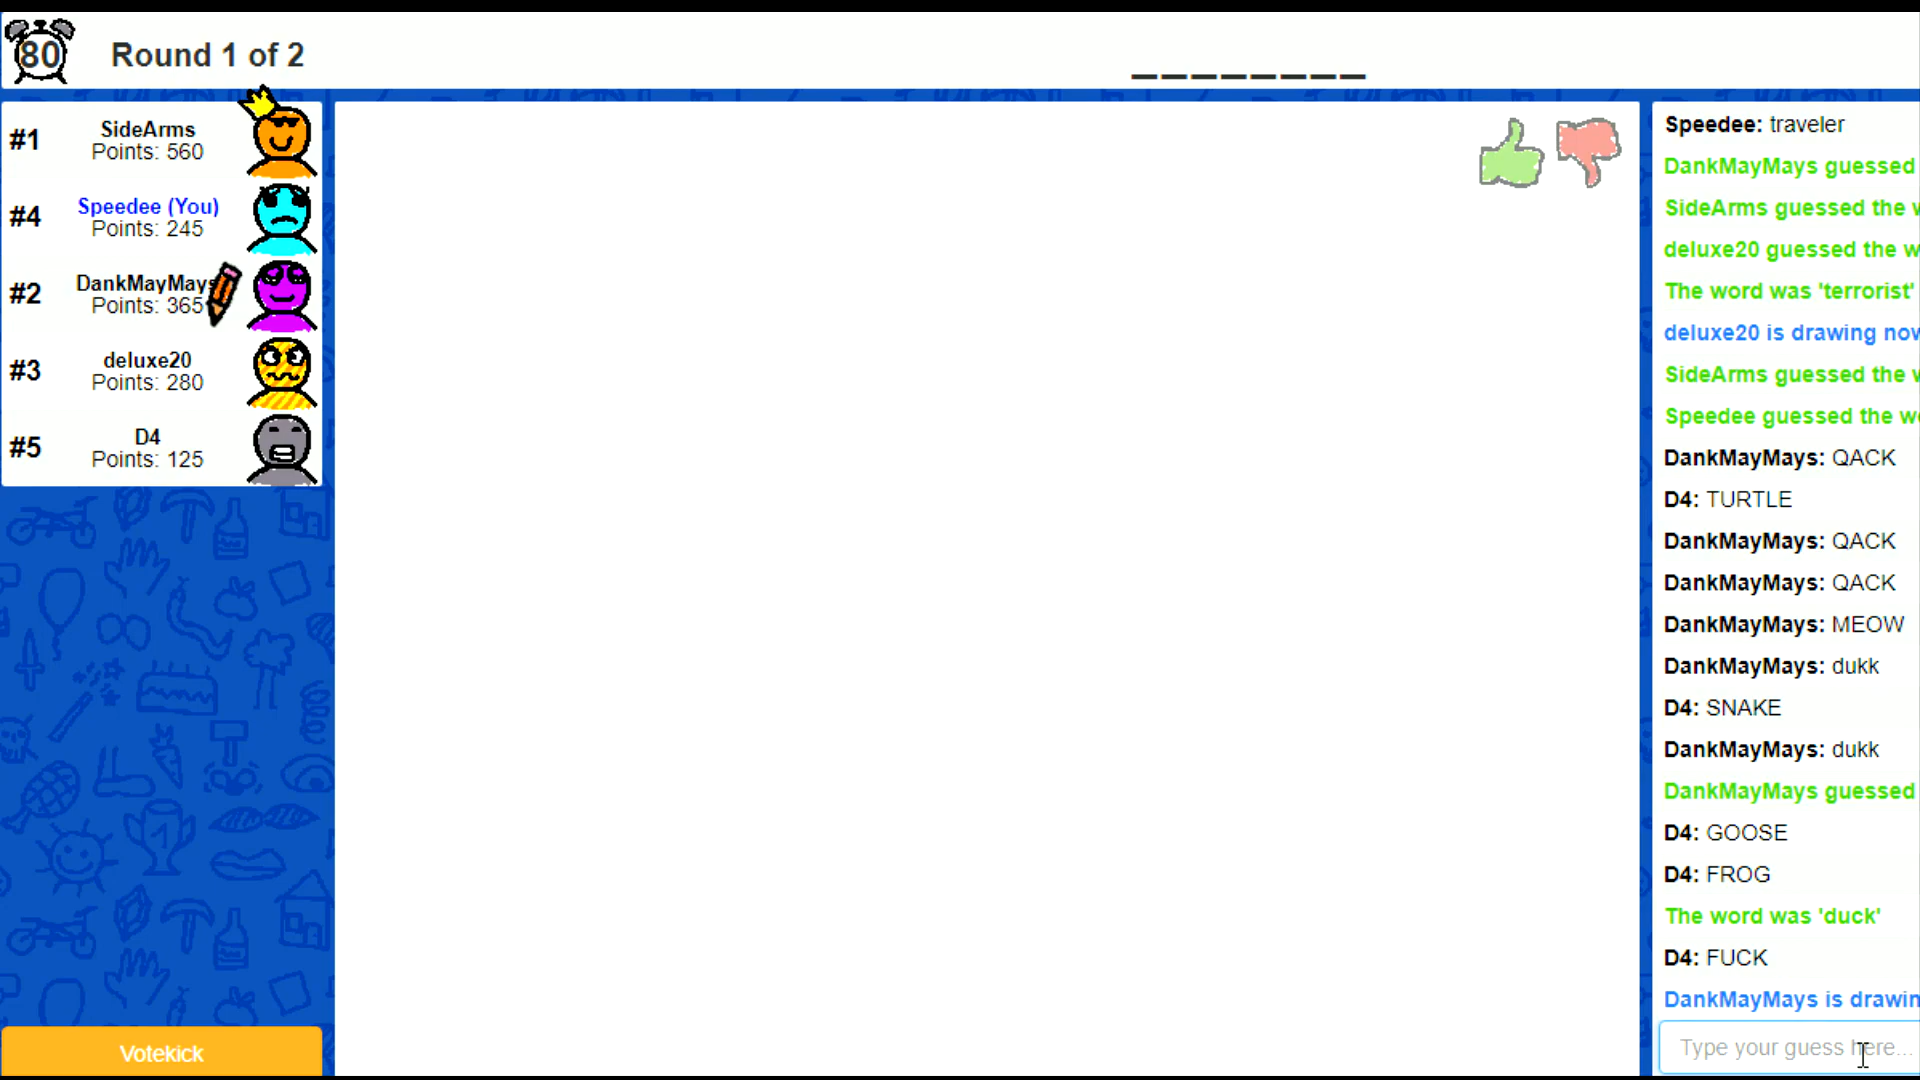 80
Round 1 of 2
________
#1
SideArms
Points: 560
#4
Speedee (You)
Points: 245
#2
DankMayMays
Points: 365
#3
deluxe20
Points: 280
#5
D4
Points: 125
Votekick
Speedee: traveler
DankMayMays guessed
SideArms guessed the
deluxe20 guessed the
The word was 'terrorist'
deluxe20 is drawing now
SideArms guessed the
Speedee guessed the
DankMayMays: QACK
D4: TURTLE
DankMayMays: QACK
DankMayMays: QACK
DankMayMays: MEOW
DankMayMays: dukk
D4: SNAKE
DankMayMays: dukk
DankMayMays guessed
D4: GOOSE
D4: FROG
The word was 'duck'
D4: FUCK
DankMayMays is drawin
Type your guess here...